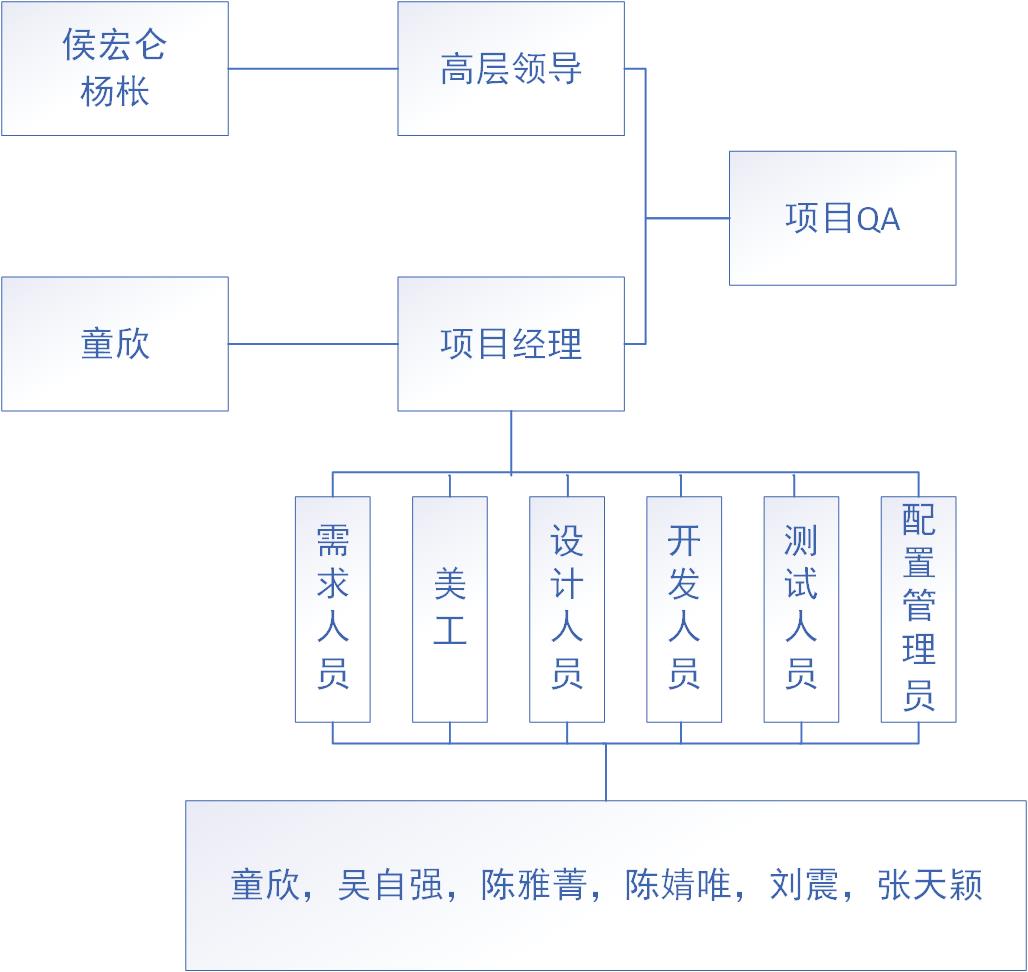 侯宏仑
杨枨
高层领导
项目QA
童欣
项目经理
需求人员
美工
设计人员
开发人员
测试人员
配置管理员
童欣，吴自强，陈雅菁，陈婧唯，刘震，张天颖